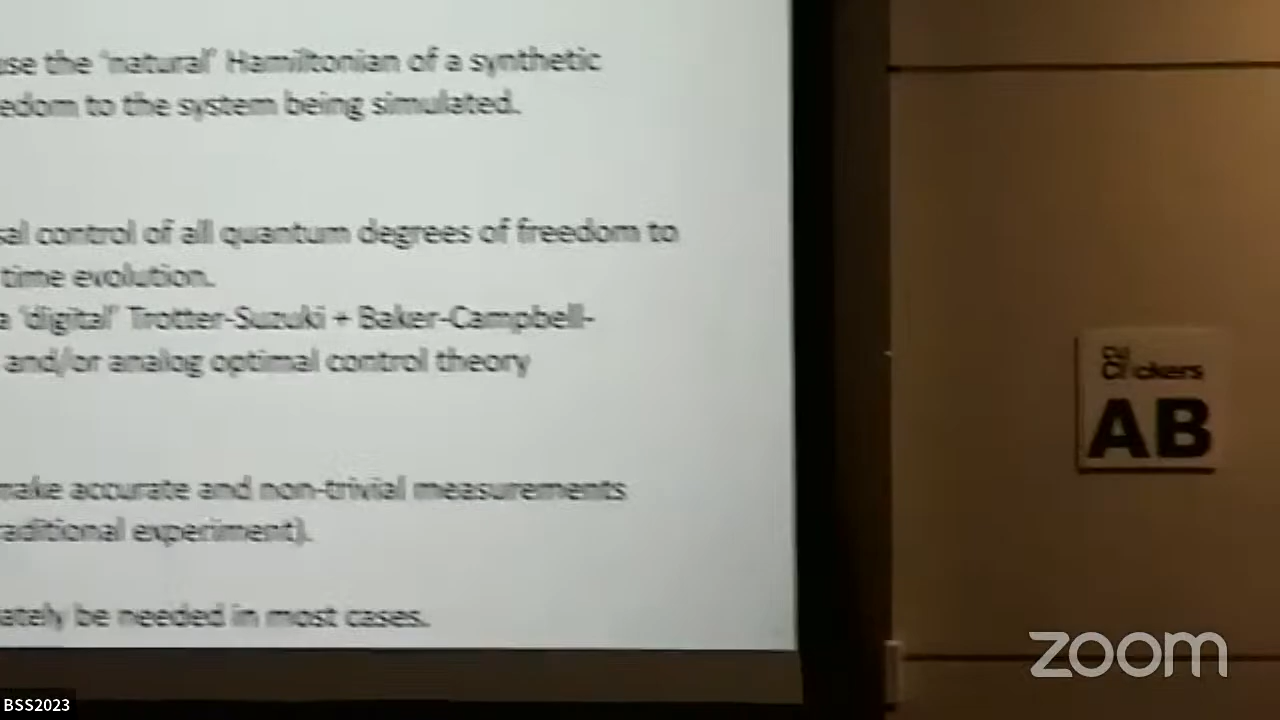 use the 'natural' Hamiltonian of a synthetic
edom to the system being simulated.
sal control of all quantum degrees of freedom to
time evolution.
a 'digital' Trotter-Suzuki + Baker-Campbell-
and/or analog optimal control theory
make accurate and non-trivial measurements
raditional experiment).
ately be needed in most cases.
CU
Clickers
AB
zoom
BSS2023